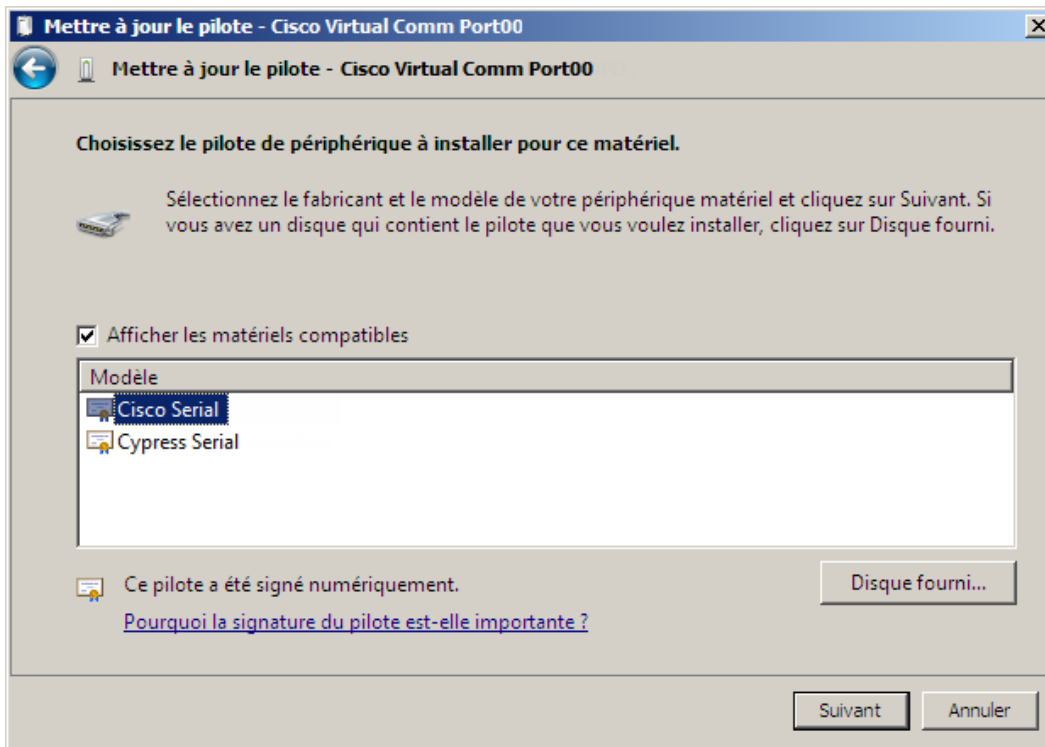 Mettre à jour le pilote - Cisco Virtual Comm Port00
Mettre à jour le pilote - Cisco Virtual Comm Port00
Choisissez le pilote de périphérique à installer pour ce matériel.
Sélectionnez le fabricant et le modèle de votre périphérique matériel et cliquez sur Suivant. Si
vous avez un disque qui contient le pilote que vous voulez installer, cliquez sur Disque fourni.
Afficher les matériels compatibles
Modèle
Cisco Serial
Cypress Serial
Ce pilote a été signé numériquement.
Disque fourni...
Pourquoi la signature du pilote est-elle importante ?
Suivant
Annuler